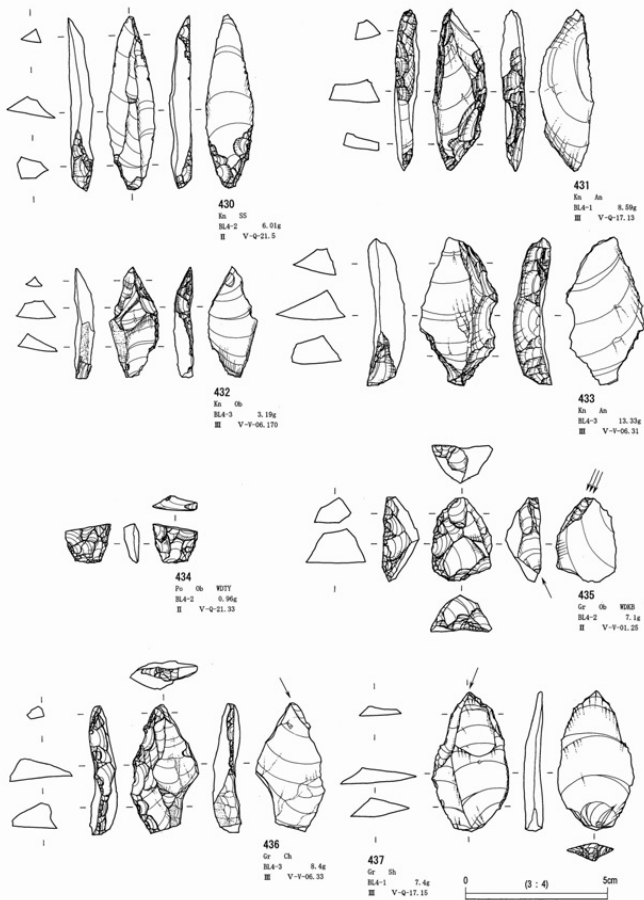 430
Kn SS
BL4-2 6.01g
Ⅱ V-Q-21.5
431
Kn An
BL4-1 8.59g
Ⅲ V-Q-17.13
432
Kn Ob
BL4-3 3.19g
Ⅲ V-V-06.170
433
Kn An
BL4-3 13.33g
Ⅲ V-V-06.31
434
Po Ob WDTY
BL4-2 0.96g
Ⅱ V-Q-21.33
435
Gr Ob WDKB
BL4-2 7.1g
Ⅱ V-V-01.25
436
Gr Ch
BL4-3 8.4g
Ⅲ V-V-06.33
437
Gr Sh
BL4-1 7.4g
Ⅲ V-Q-17.15
0 (3:4) 5cm